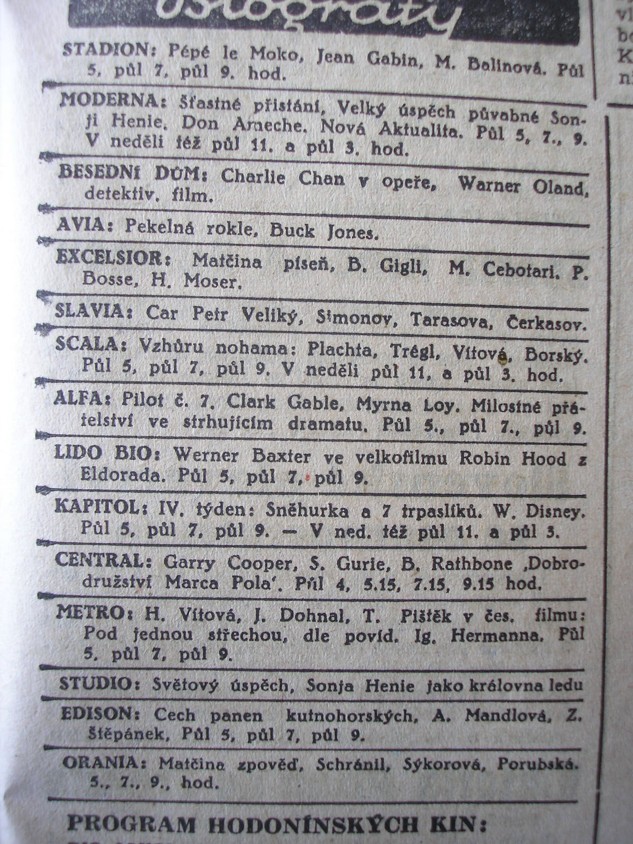 STADION: Pépé le Moko, Jean Gabin, M. Balinová. Půl
5, půl 7, půl 9. hod.
MODERNA: Šťastné přistání, Velký úspěch půvabné Son-
ji Henie. Don Ameche. Nová Aktualita. Půl 5, 7., 9.
V neděli též půl 11. a půl 3. hod.
BESEDNÍ DŮM: Charlie Chan v opeře, Warner Oland,
detektiv. film.
AVIA: Pekelná rokle, Buck Jones.
EXCELSIOR: Matčina píseň, B. Gigli, M. Cebotari. P.
Bosse, H. Moser.
SLAVIA: Car Petr Veliký, Simonov, Tarasova, Čerkasov.
SCALA: Vzhůru nohama: Plachta, Trégl, Vítová, Borský.
Půl 5, půl 7, půl 9. V neděli půl 11, a půl 3. hod.
ALFA: Pilot č. 7. Clark Gable, Myrna Loy. Milostné přá-
telství ve strhujícím dramatu. Půl 5., půl 7., půl 9.
LIDO BIO: Werner Baxter ve velkofilmu Robin Hood z
Eldorada. Půl 5, půl 7, půl 9.
KAPITOL: IV. týden: Sněhurka a 7 trpaslíků. W. Disney.
Půl 5, půl 7, půl 9. — V ned. též půl 11. a půl 3.
CENTRAL: Garry Cooper, S. Gurie, B. Rathbone ‚Dobro-
družství Marca Pola‘. Půl 4, 5.15, 7.15, 9.15 hod.
METRO: H. Vítová, J. Dohnal, T. Pištěk v čes. filmu:
Pod jednou střechou, dle povíd. Ig. Hermanna. Půl
5. půl 7, půl 9.
STUDIO: Světový úspěch, Sonja Henie jako královna ledu
EDISON: Cech panen kutnohorských, A. Mandlová, Z.
Štěpánek, Půl 5, půl 7, půl 9.
ORANIA: Matčina zpověď, Schránil, Sýkorová, Porubská.
5., 7., 9., hod.
PROGRAM HODONÍNSKÝCH KIN: